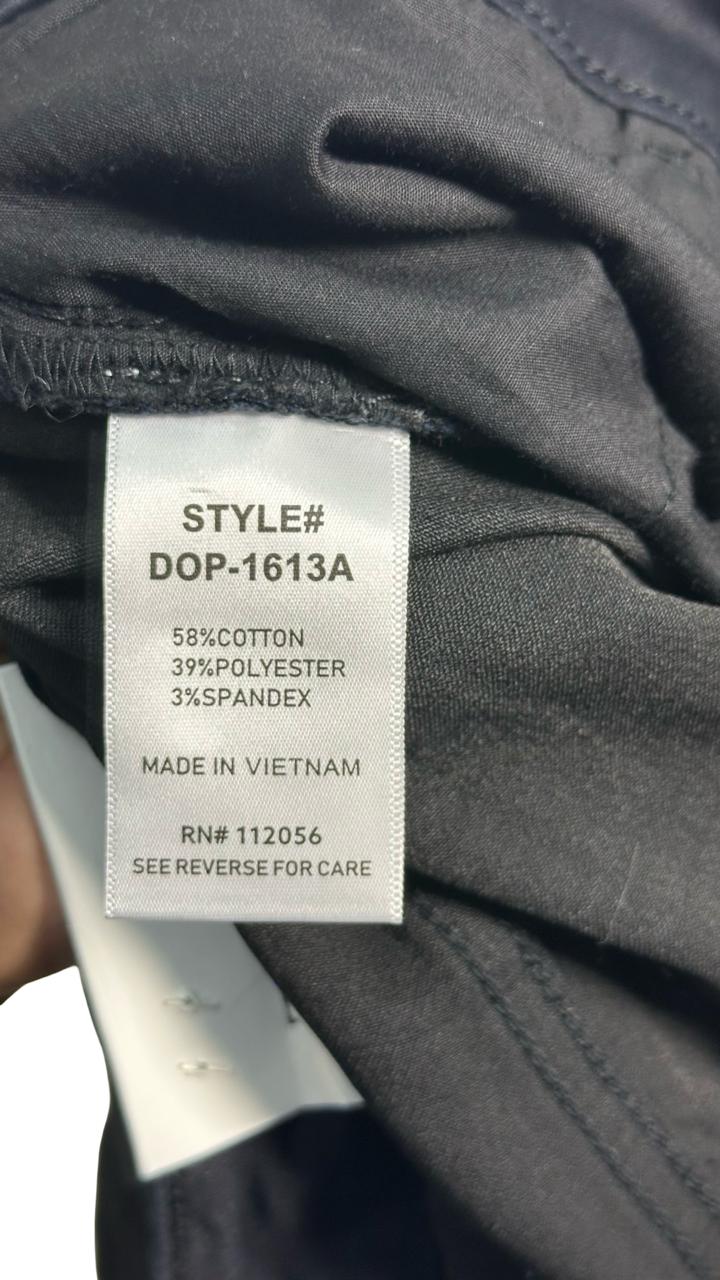 STYLE#
DOP-1613A
58%COTTON
39%POLYESTER
3%SPANDEX
MADE IN VIETNAM
RN# 112056
SEE REVERSE FOR CARE